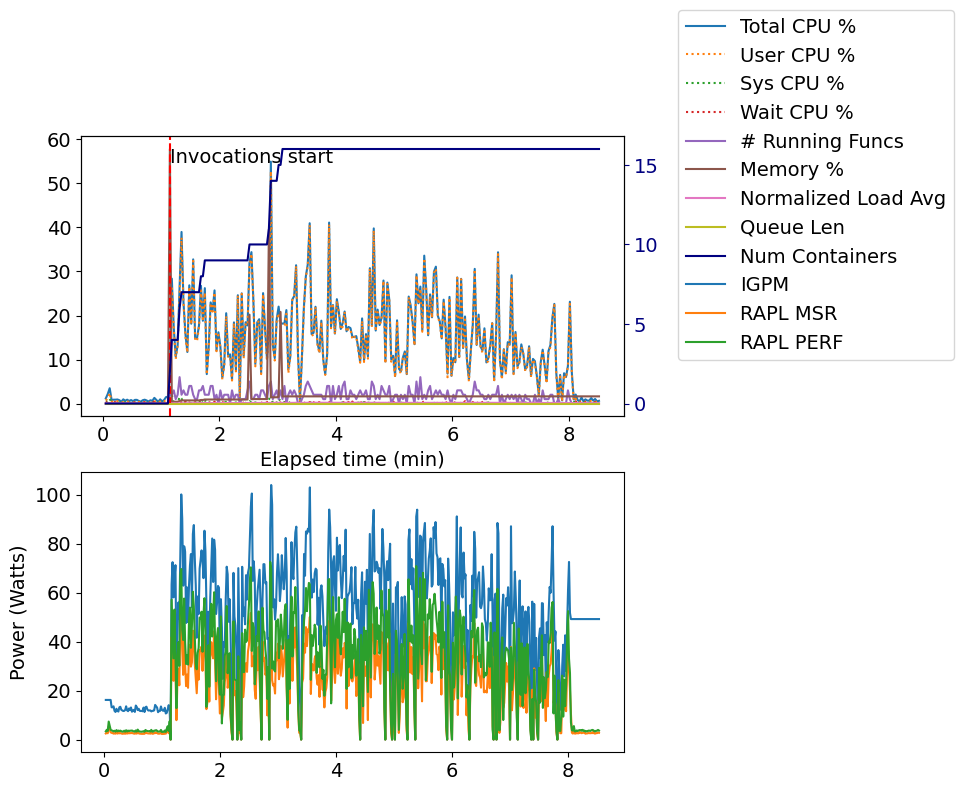 Total CPU %
User CPU %
Sys CPU %
Wait CPU %
# Running Funcs
Memory %
Normalized Load Avg
Queue Len
Num Containers
IGPM
RAPL MSR
RAPL PERF
Invocations start
60
50
40
30
20
10
0
15
10
5
0
0 2 4 6 8
Elapsed time (min)
Power (Watts)
100
80
60
40
20
0
0 2 4 6 8